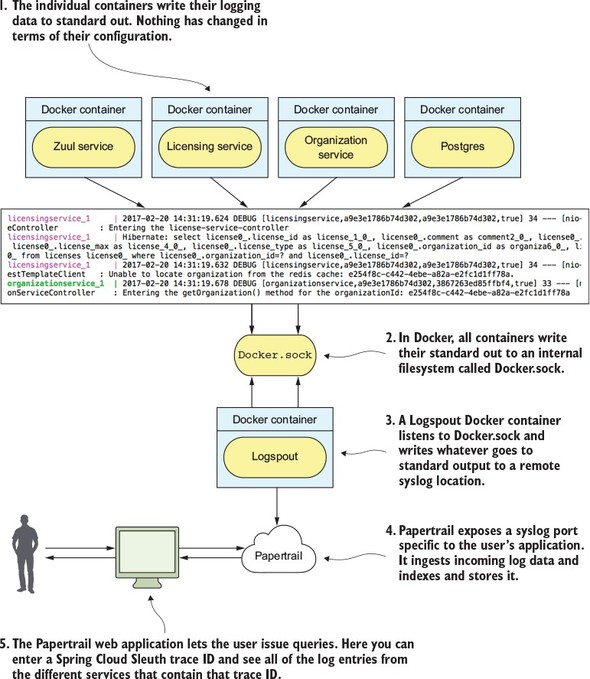 1. The individual containers write their logging
data to standard out. Nothing has changed in
terms of their configuration.
Docker container
Docker container
Docker container
Docker container
Zuul service
Licensing service
Organization
service
Postgres
licensingservice_1 | 2017-02-20 14:31:19.624 DEBUG [licensingservice,a9e3e1786b74d302,a9e3e1786b74d302,true] 34 --- [nio-
eController : Entering the license-service-controller
licensingservice_1 | Hibernate: select license0_.license_id as license_1_0_, license0_.comment as comment2_0_, license0_.
license0_.license_max as license_4_0_, license0_.license_type as license_5_0_, license0_.organization_id as organiza6_0_, li
0_ from licenses license0_ where license0_.organization_id=? and license0_.license_id=?
licensingservice_1 | 2017-02-20 14:31:19.632 DEBUG [licensingservice,a9e3e1786b74d302,a9e3e1786b74d302,true] 34 --- [nio-
estTemplateClient : Unable to locate organization from the redis cache: e254f8c-c442-4ebe-a82a-e2fc1d1ff78a.
organizationservice_1 | 2017-02-20 14:31:19.678 DEBUG [organizationservice,a9e3e1786b74d302,3867263ed85ffbf4,true] 33 --- [r
onServiceController : Entering the getOrganization() method for the organizationId: e254f8c-c442-4ebe-a82a-e2fc1d1ff78a
Docker.sock
2. In Docker, all containers write
their standard out to an internal
filesystem called Docker.sock.
Docker container
Logspout
3. A Logspout Docker container
listens to Docker.sock and
writes whatever goes to
standard output to a remote
syslog location.
Papertrail
4. Papertrail exposes a syslog port
specific to the user's application.
It ingests incoming log data and
indexes and stores it.
5. The Papertrail web application lets the user issue queries. Here you can
enter a Spring Cloud Sleuth trace ID and see all of the log entries from
the different services that contain that trace ID.